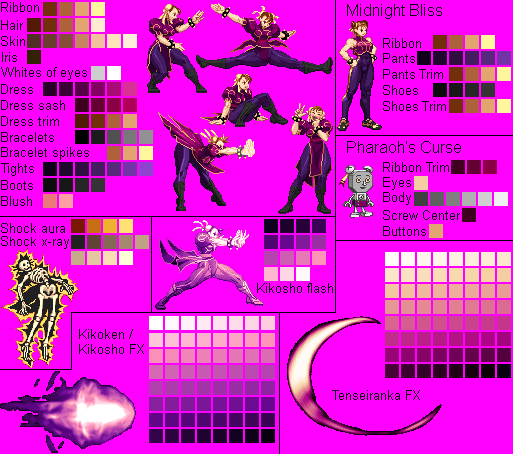 Ribbon
Hair
Skin
Iris
Whites of eyes
Dress
Dress sash
Dress trim
Bracelets
Bracelet spikes
Tights
Boots
Blush
Midnight Bliss
Ribbon
Pants
Pants Trim
Shoes
Shoes Trim
Pharaoh's Curse
Ribbon Trim
Eyes
Body
Screw Center
Buttons
Shock aura
Shock x-ray
Kikosho flash
Kikoken /
Kikosho FX
Tenseiranka FX